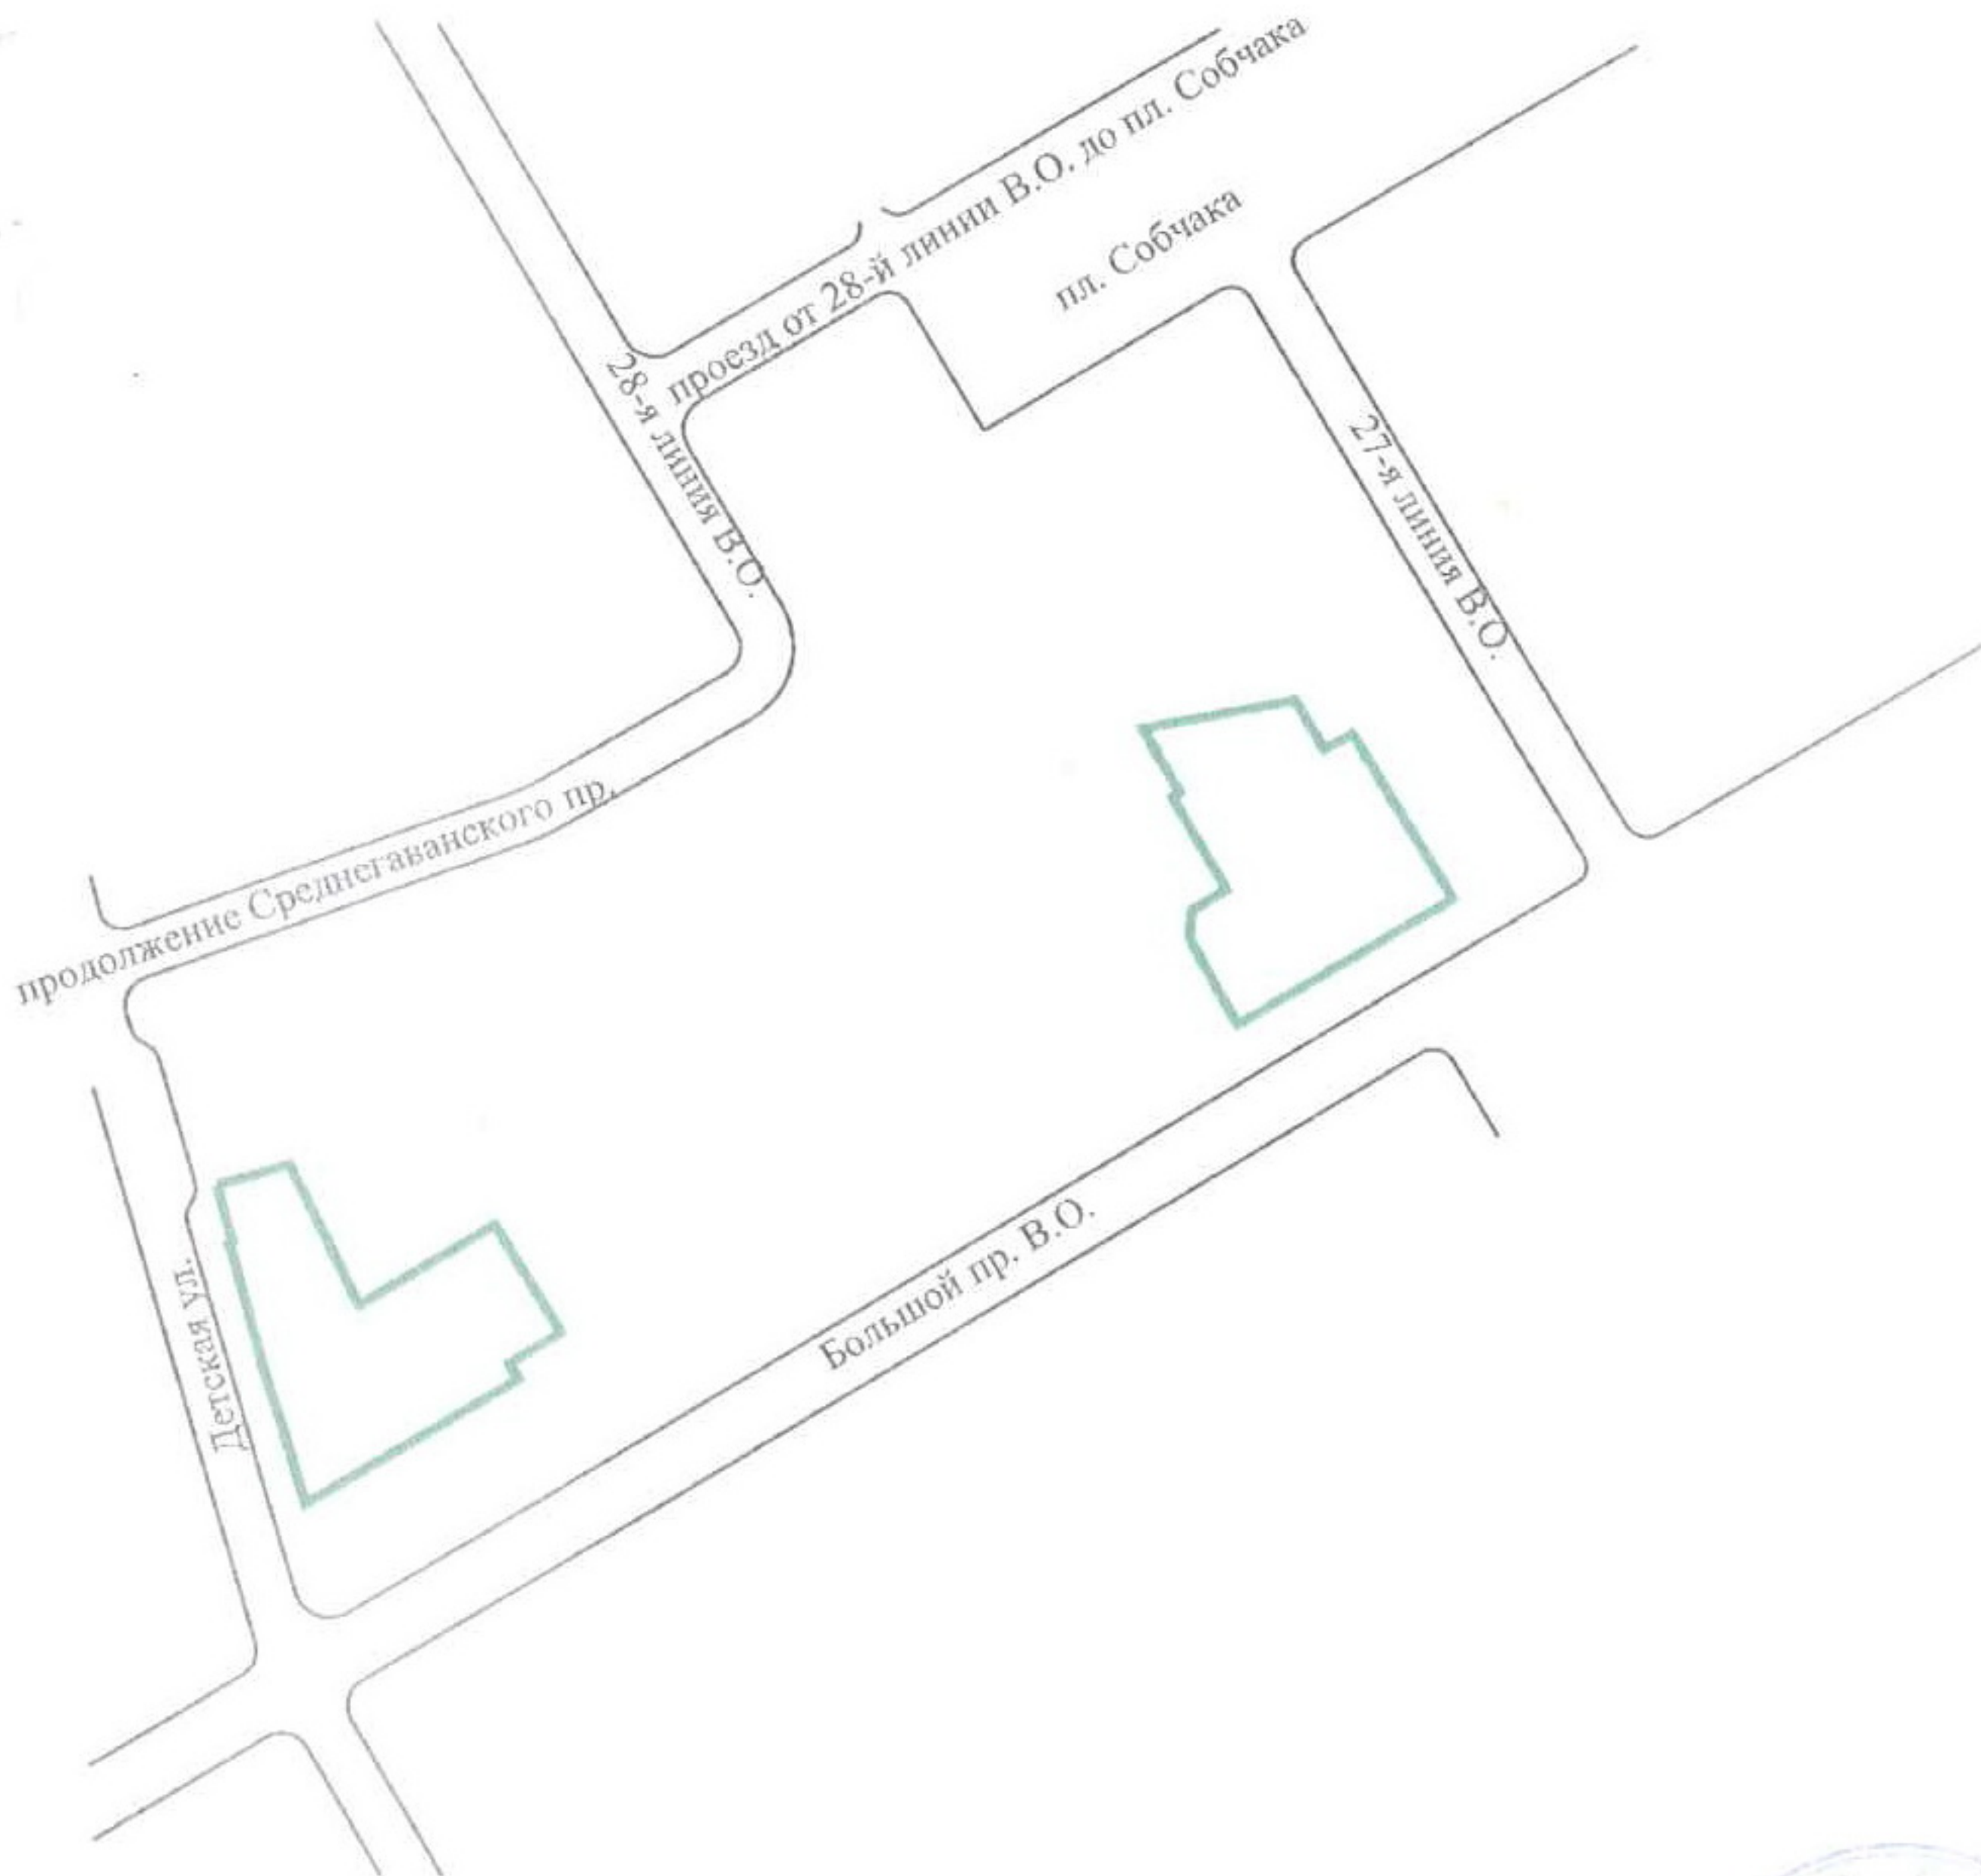 проезд от 28-й линии В.О. до пл. Собчака
пл. Собчака
28-я линия В.О.
27-я линия В.О.
продолжение Среднегаванского пр.
Детская ул.
Большой пр. В.О.